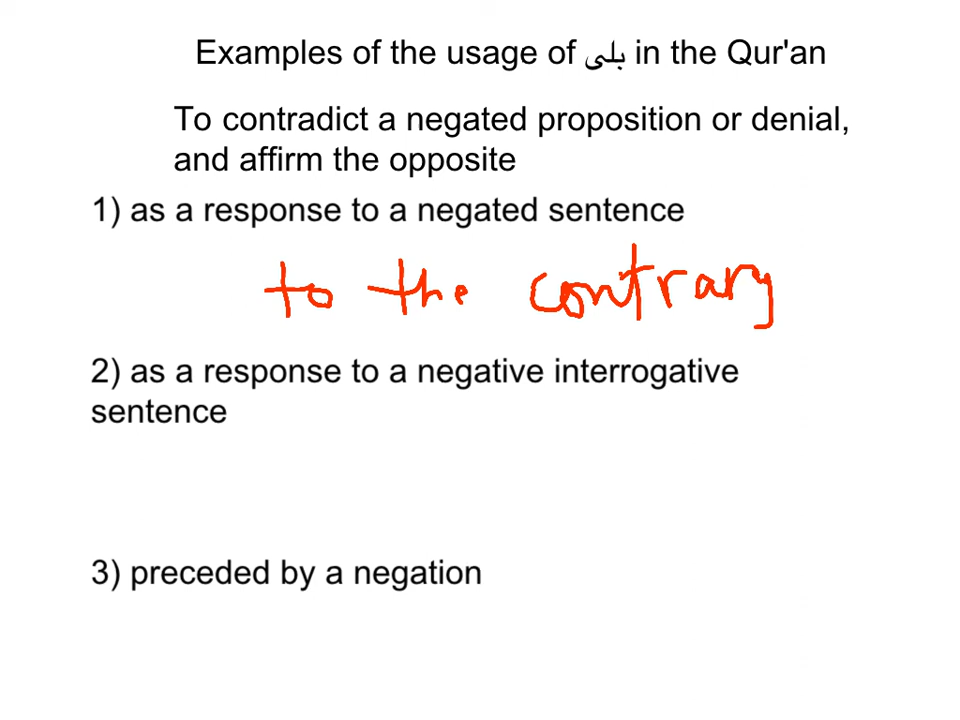 Examples of the usage of بلى in the Qur'an
To contradict a negated proposition or denial,
and affirm the opposite
1) as a response to a negated sentence
to the contrary
2) as a response to a negative interrogative
sentence
3) preceded by a negation